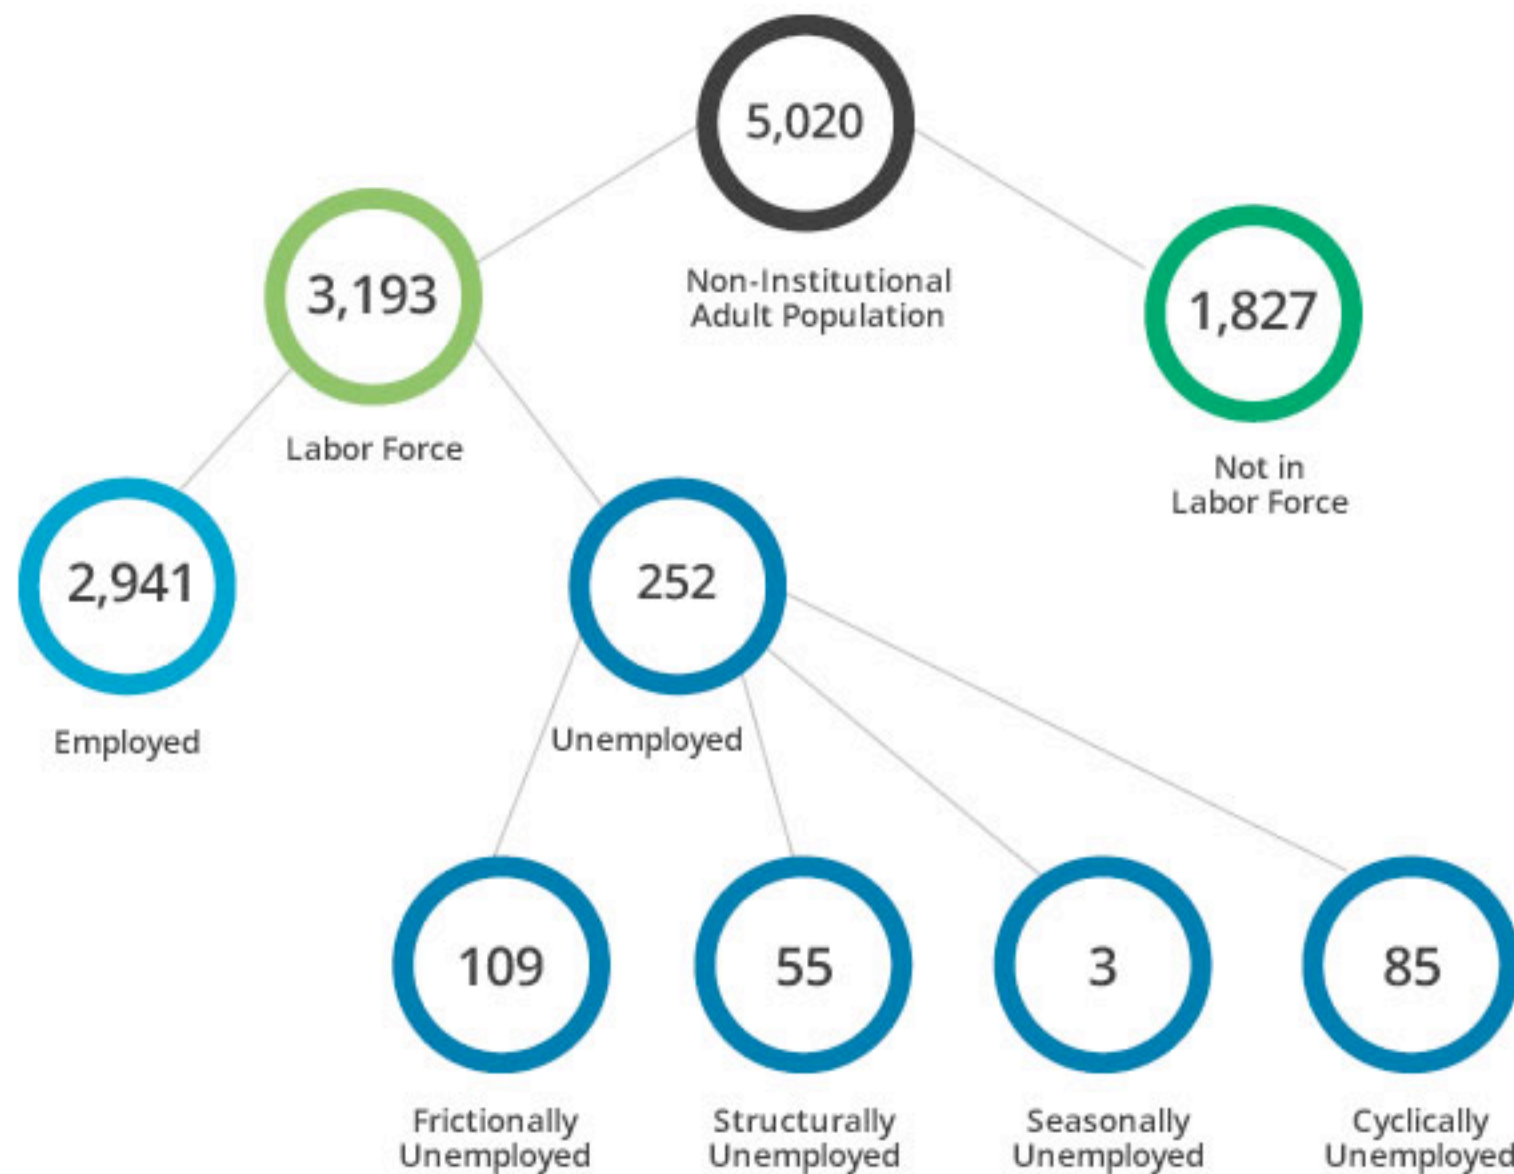 5,020
Non-Institutional
Adult Population
3,193
Labor Force
1,827
Not in
Labor Force
2,941
Employed
252
Unemployed
109
Frictionally
Unemployed
55
Structurally
Unemployed
3
Seasonally
Unemployed
85
Cyclically
Unemployed